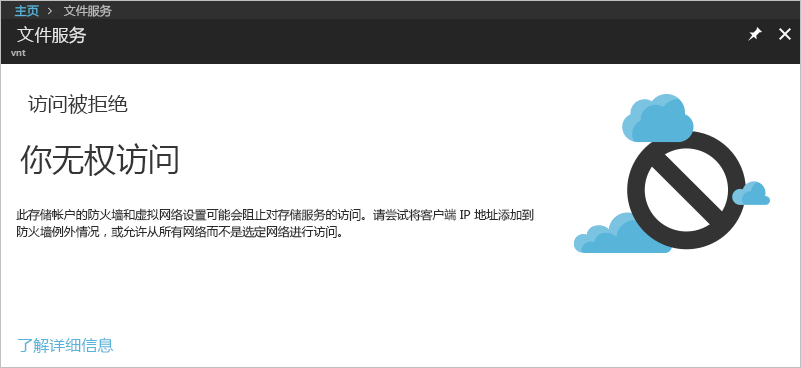 主页 > 文件服务
文件服务
vnt
访问被拒绝
你无权访问
此存储帐户的防火墙和虚拟网络设置可能会阻止对存储服务的访问。请尝试将客户端 IP 地址添加到
防火墙例外情况，或允许从所有网络而不是选定网络进行访问。
了解详细信息